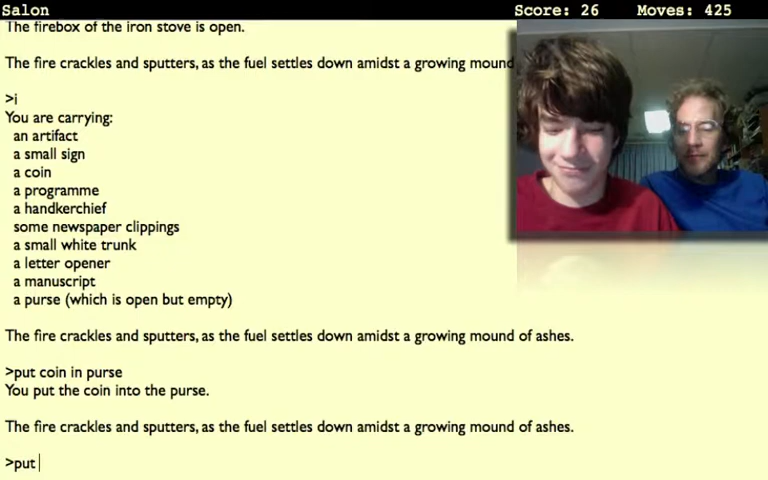 Salon Score: 26 Moves: 425
The firebox of the iron stove is open.
The fire crackles and sputters, as the fuel settles down amidst a growing mound
>i
You are carrying:
an artifact
a small sign
a coin
a programme
a handkerchief
some newspaper clippings
a small white trunk
a letter opener
a manuscript
a purse (which is open but empty)
The fire crackles and sputters, as the fuel settles down amidst a growing mound of ashes.
>put coin in purse
You put the coin into the purse.
The fire crackles and sputters, as the fuel settles down amidst a growing mound of ashes.
>put